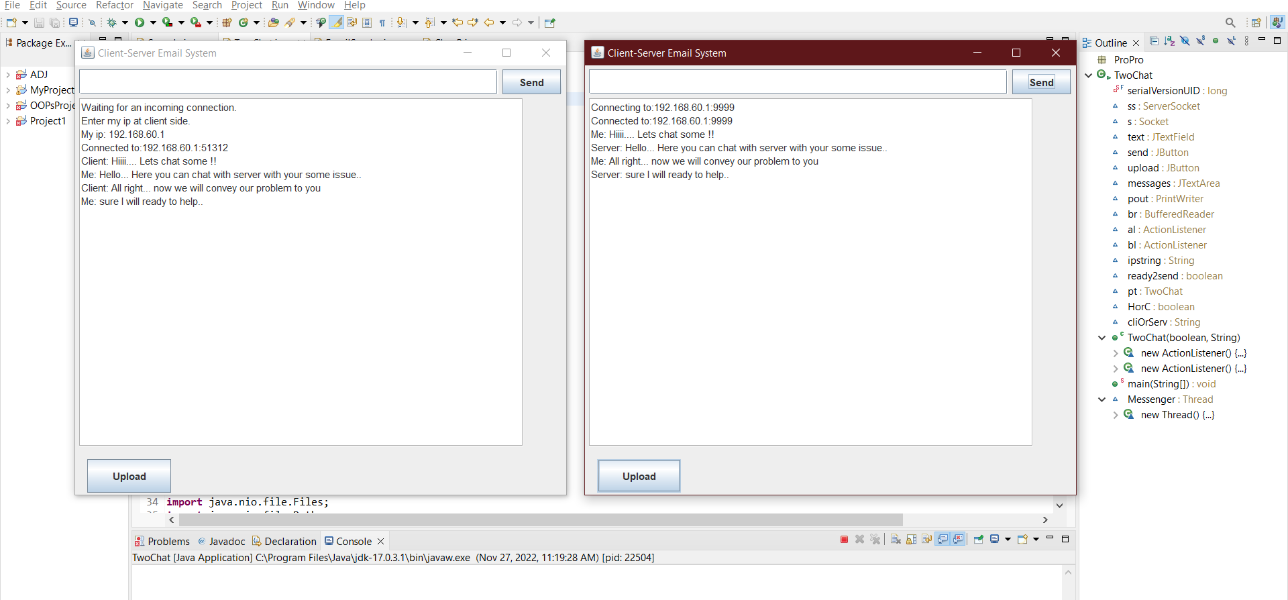 File Edit Source Refactor Navigate Search Project Run Window Help
Package Ex...
ADJ
MyProject
OOPsProje
Project1
Client-Server Email System
Send
Waiting for an incoming connection.
Enter my ip at client side.
My ip: 192.168.60.1
Connected to:192.168.60.1:51312
Client: Hiiii.... Lets chat some !!
Me: Hello... Here you can chat with server with your some issue..
Client: All right... now we will convey our problem to you
Me: sure I will ready to help..
Upload
Client-Server Email System
Send
Connecting to:192.168.60.1:9999
Connected to:192.168.60.1:9999
Me: Hiiii.... Lets chat some !!
Server: Hello... Here you can chat with server with your some issue..
Me: All right... now we will convey our problem to you
Server: sure I will ready to help..
Upload
34 import java.nio.file.Files;
Problems Javadoc Declaration Console
TwoChat [Java Application] C:\Program Files\Java\jdk-17.0.3.1\bin\javaw.exe (Nov 27, 2022, 11:19:28 AM) [pid: 22504]
Outline
ProPro
TwoChat
serialVersionUID : long
ss : ServerSocket
s : Socket
text : JTextField
send : JButton
upload : JButton
messages : JTextArea
pout : PrintWriter
br : BufferedReader
al : ActionListener
bl : ActionListener
ipstring : String
ready2send : boolean
pt : TwoChat
HorC : boolean
cliOrServ : String
TwoChat(boolean, String)
new ActionListener() {...}
new ActionListener() {...}
main(String[]) : void
Messenger : Thread
new Thread() {...}